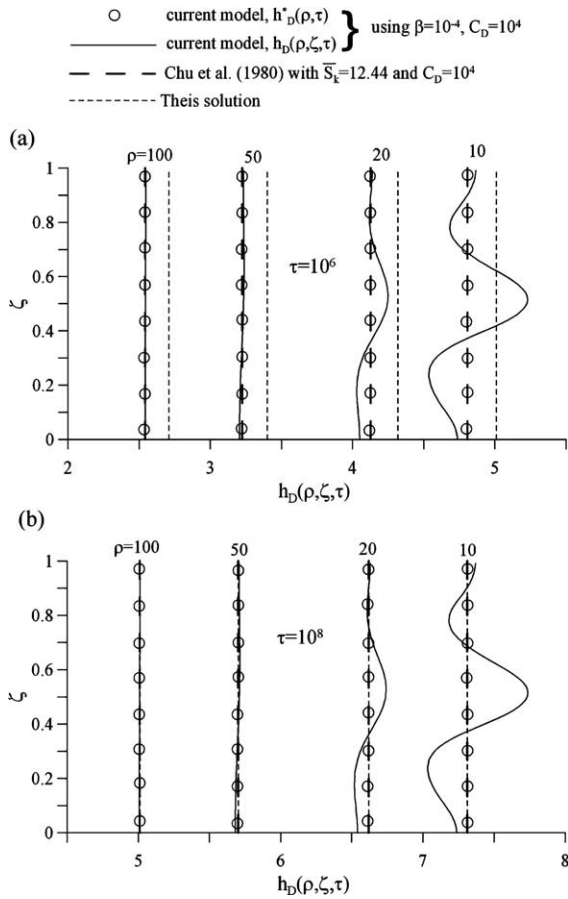 current model, h*D(ρ,τ)
current model, hD(ρ,ζ,τ)
} using β=10⁻⁴, CD=10⁴
Chu et al. (1980) with S̅k=12.44 and CD=10⁴
Theis solution
(a)
ρ=100 50 20 10
1
0.8
0.6
τ=10⁶
ζ
0.4
0.2
0
2 3 4 5
hD(ρ,ζ,τ)
(b)
ρ=100 50 20 10
1
0.8
τ=10⁸
0.6
ζ
0.4
0.2
0
5 6 7 8
hD(ρ,ζ,τ)